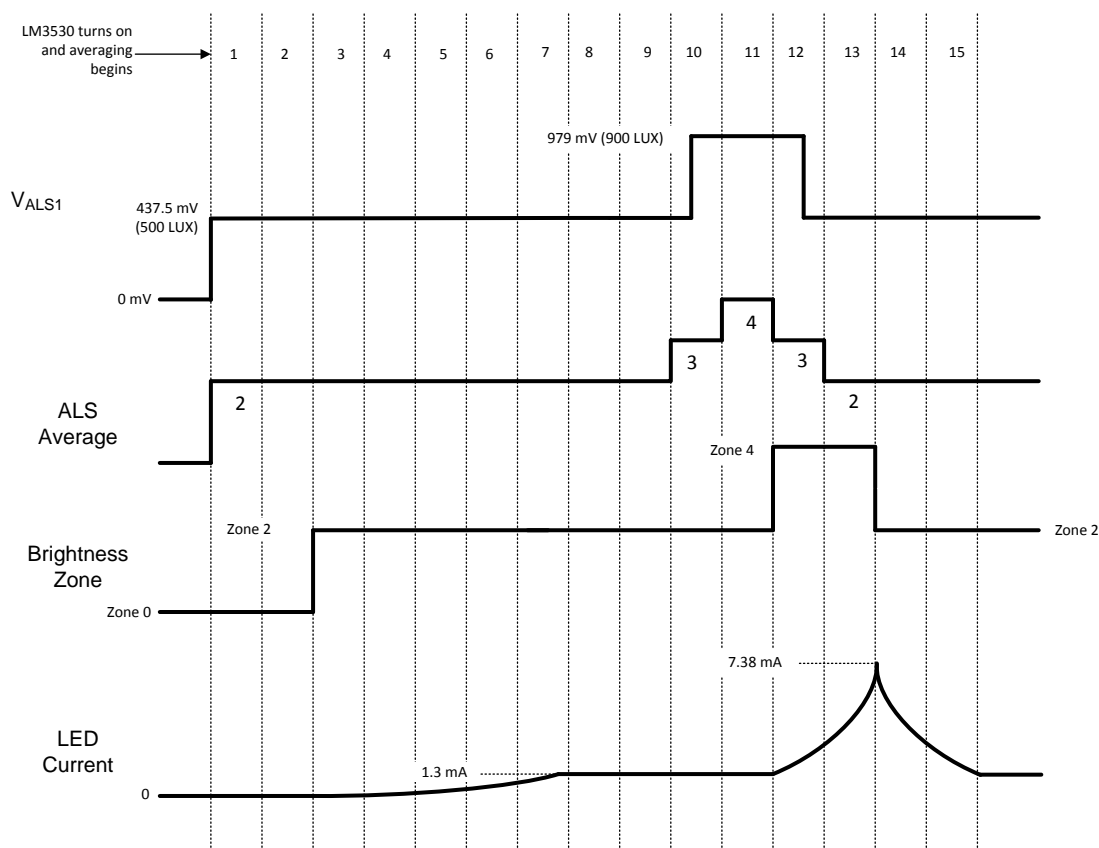 LM3530 turns on
and averaging
begins
1 2 3 4 5 6 7 8 9 10 11 12 13 14 15
979 mV (900 LUX)
VALS1
437.5 mV
(500 LUX)
0 mV
4
3 3
2 2
ALS
Average
Zone 4
Zone 2 Zone 2
Brightness
Zone
Zone 0
7.38 mA
LED
Current
1.3 mA
0